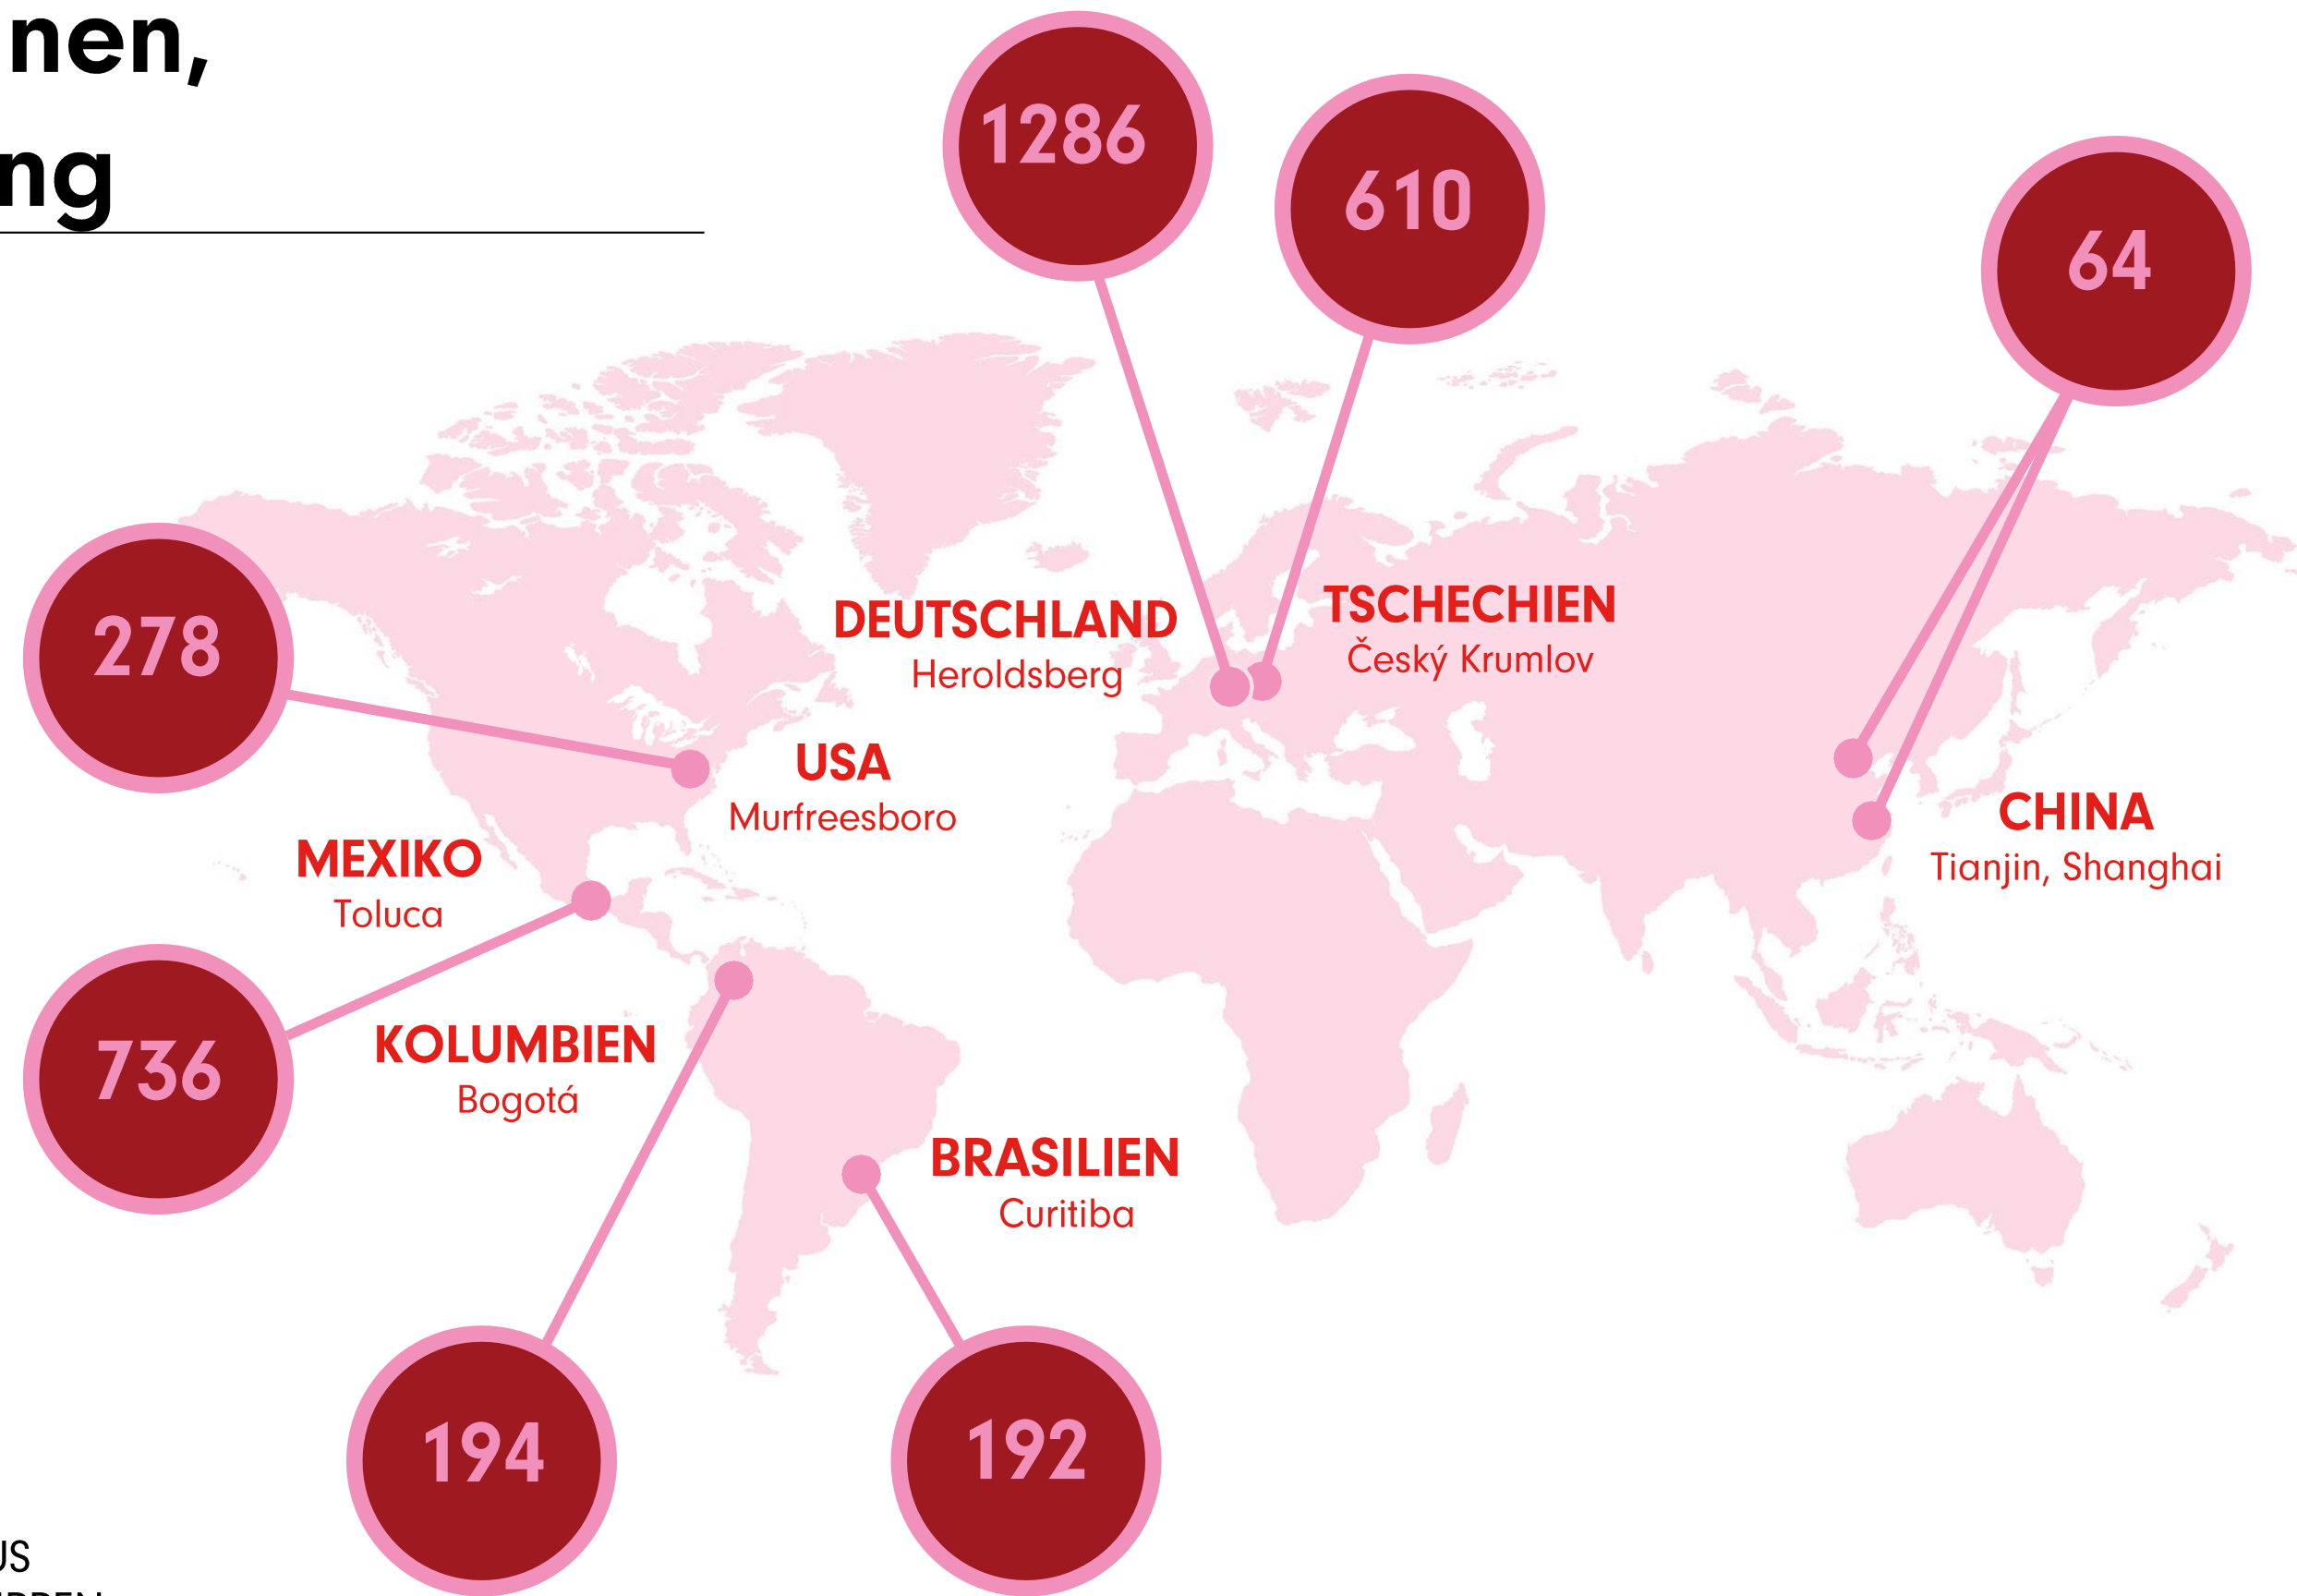 nen,
ng
1286
610
64
278
DEUTSCHLAND
Heroldsberg
TSCHECHIEN
Český Krumlov
USA
Murfreesboro
CHINA
Tianjin, Shanghai
MEXIKO
Toluca
736
KOLUMBIEN
Bogotá
BRASILIEN
Curitiba
194
192
US